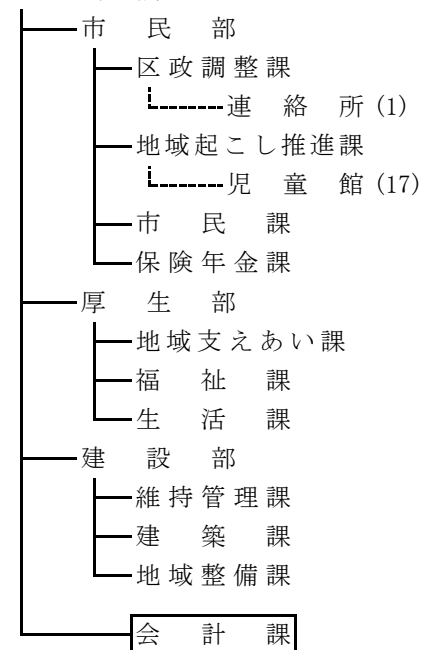 市民部
区政調整課
連絡所(1)
地域起こし推進課
児童館(17)
市民課
保険年金課
厚生部
地域支えあい課
福祉課
生活課
建設部
維持管理課
建築課
地域整備課
会計課